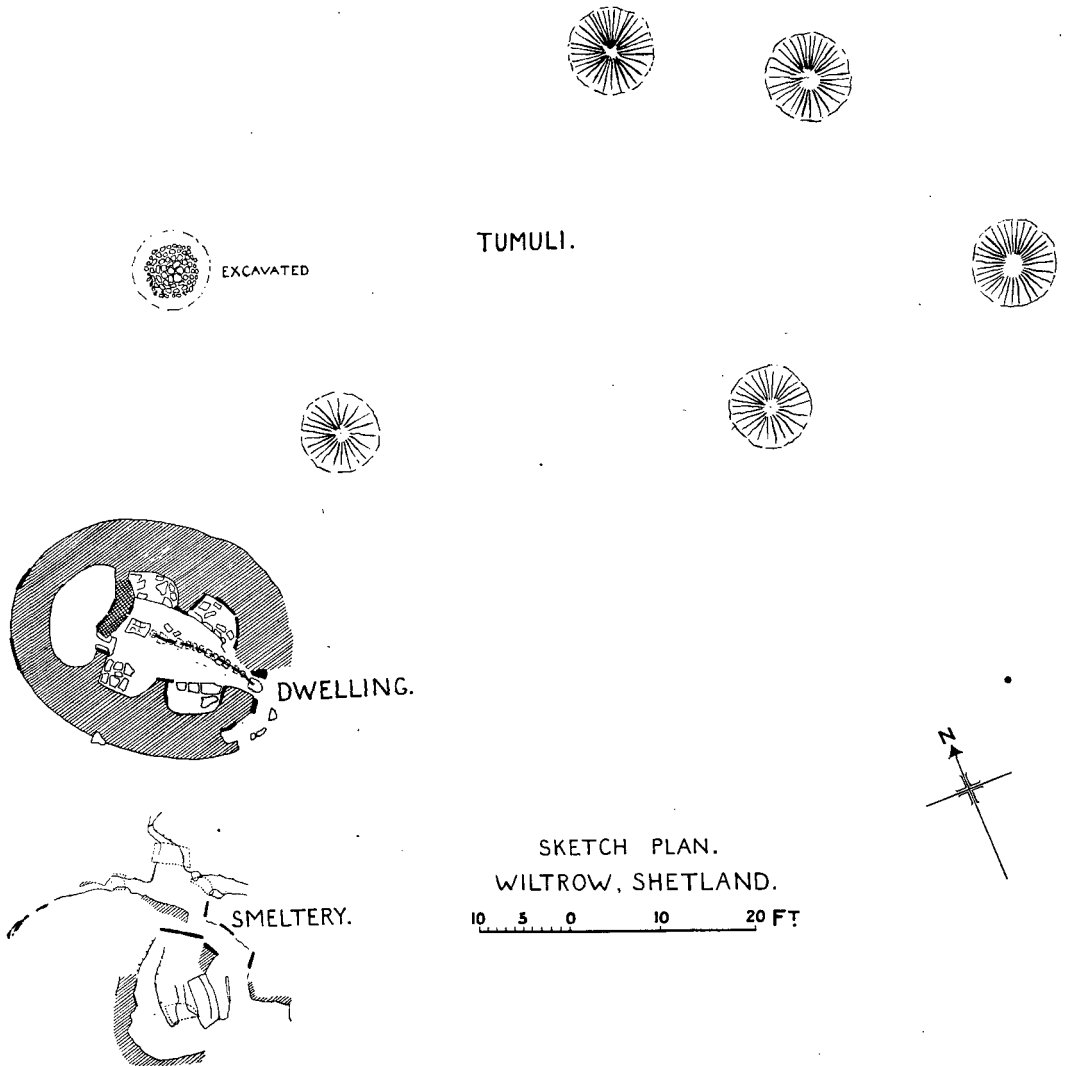 TUMULI.
EXCAVATED
DWELLING.
N
SKETCH PLAN.
WILTROW, SHETLAND.
10 5 0 10 20 FT.
SMELTERY.